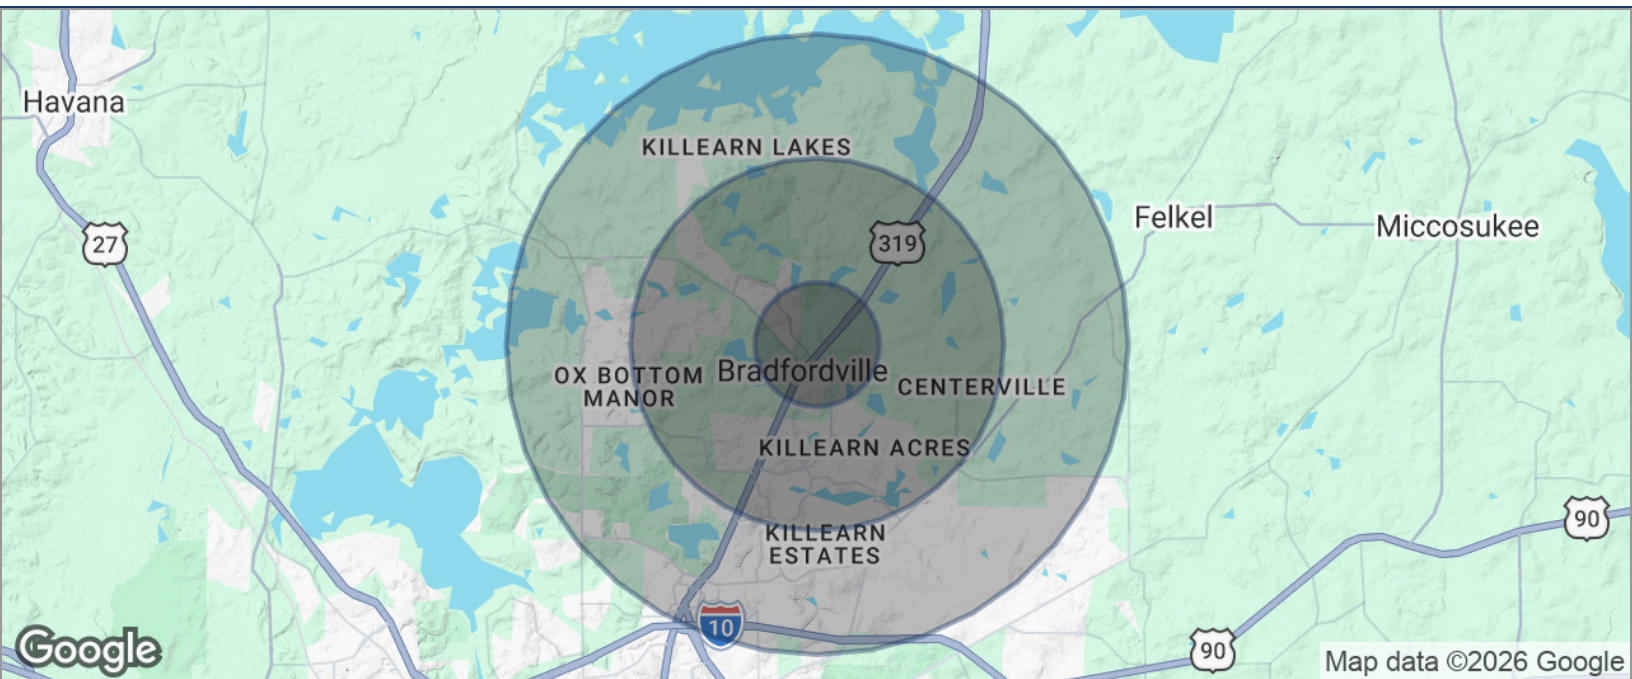 Havana
KILLEARN LAKES
Felkel
Miccosukee
27
319
OX BOTTOM
MANOR
Bradfordville
CENTERVILLE
KILLEARN ACRES
90
KILLEARN
ESTATES
10
90
Google
Map data ©2026 Google